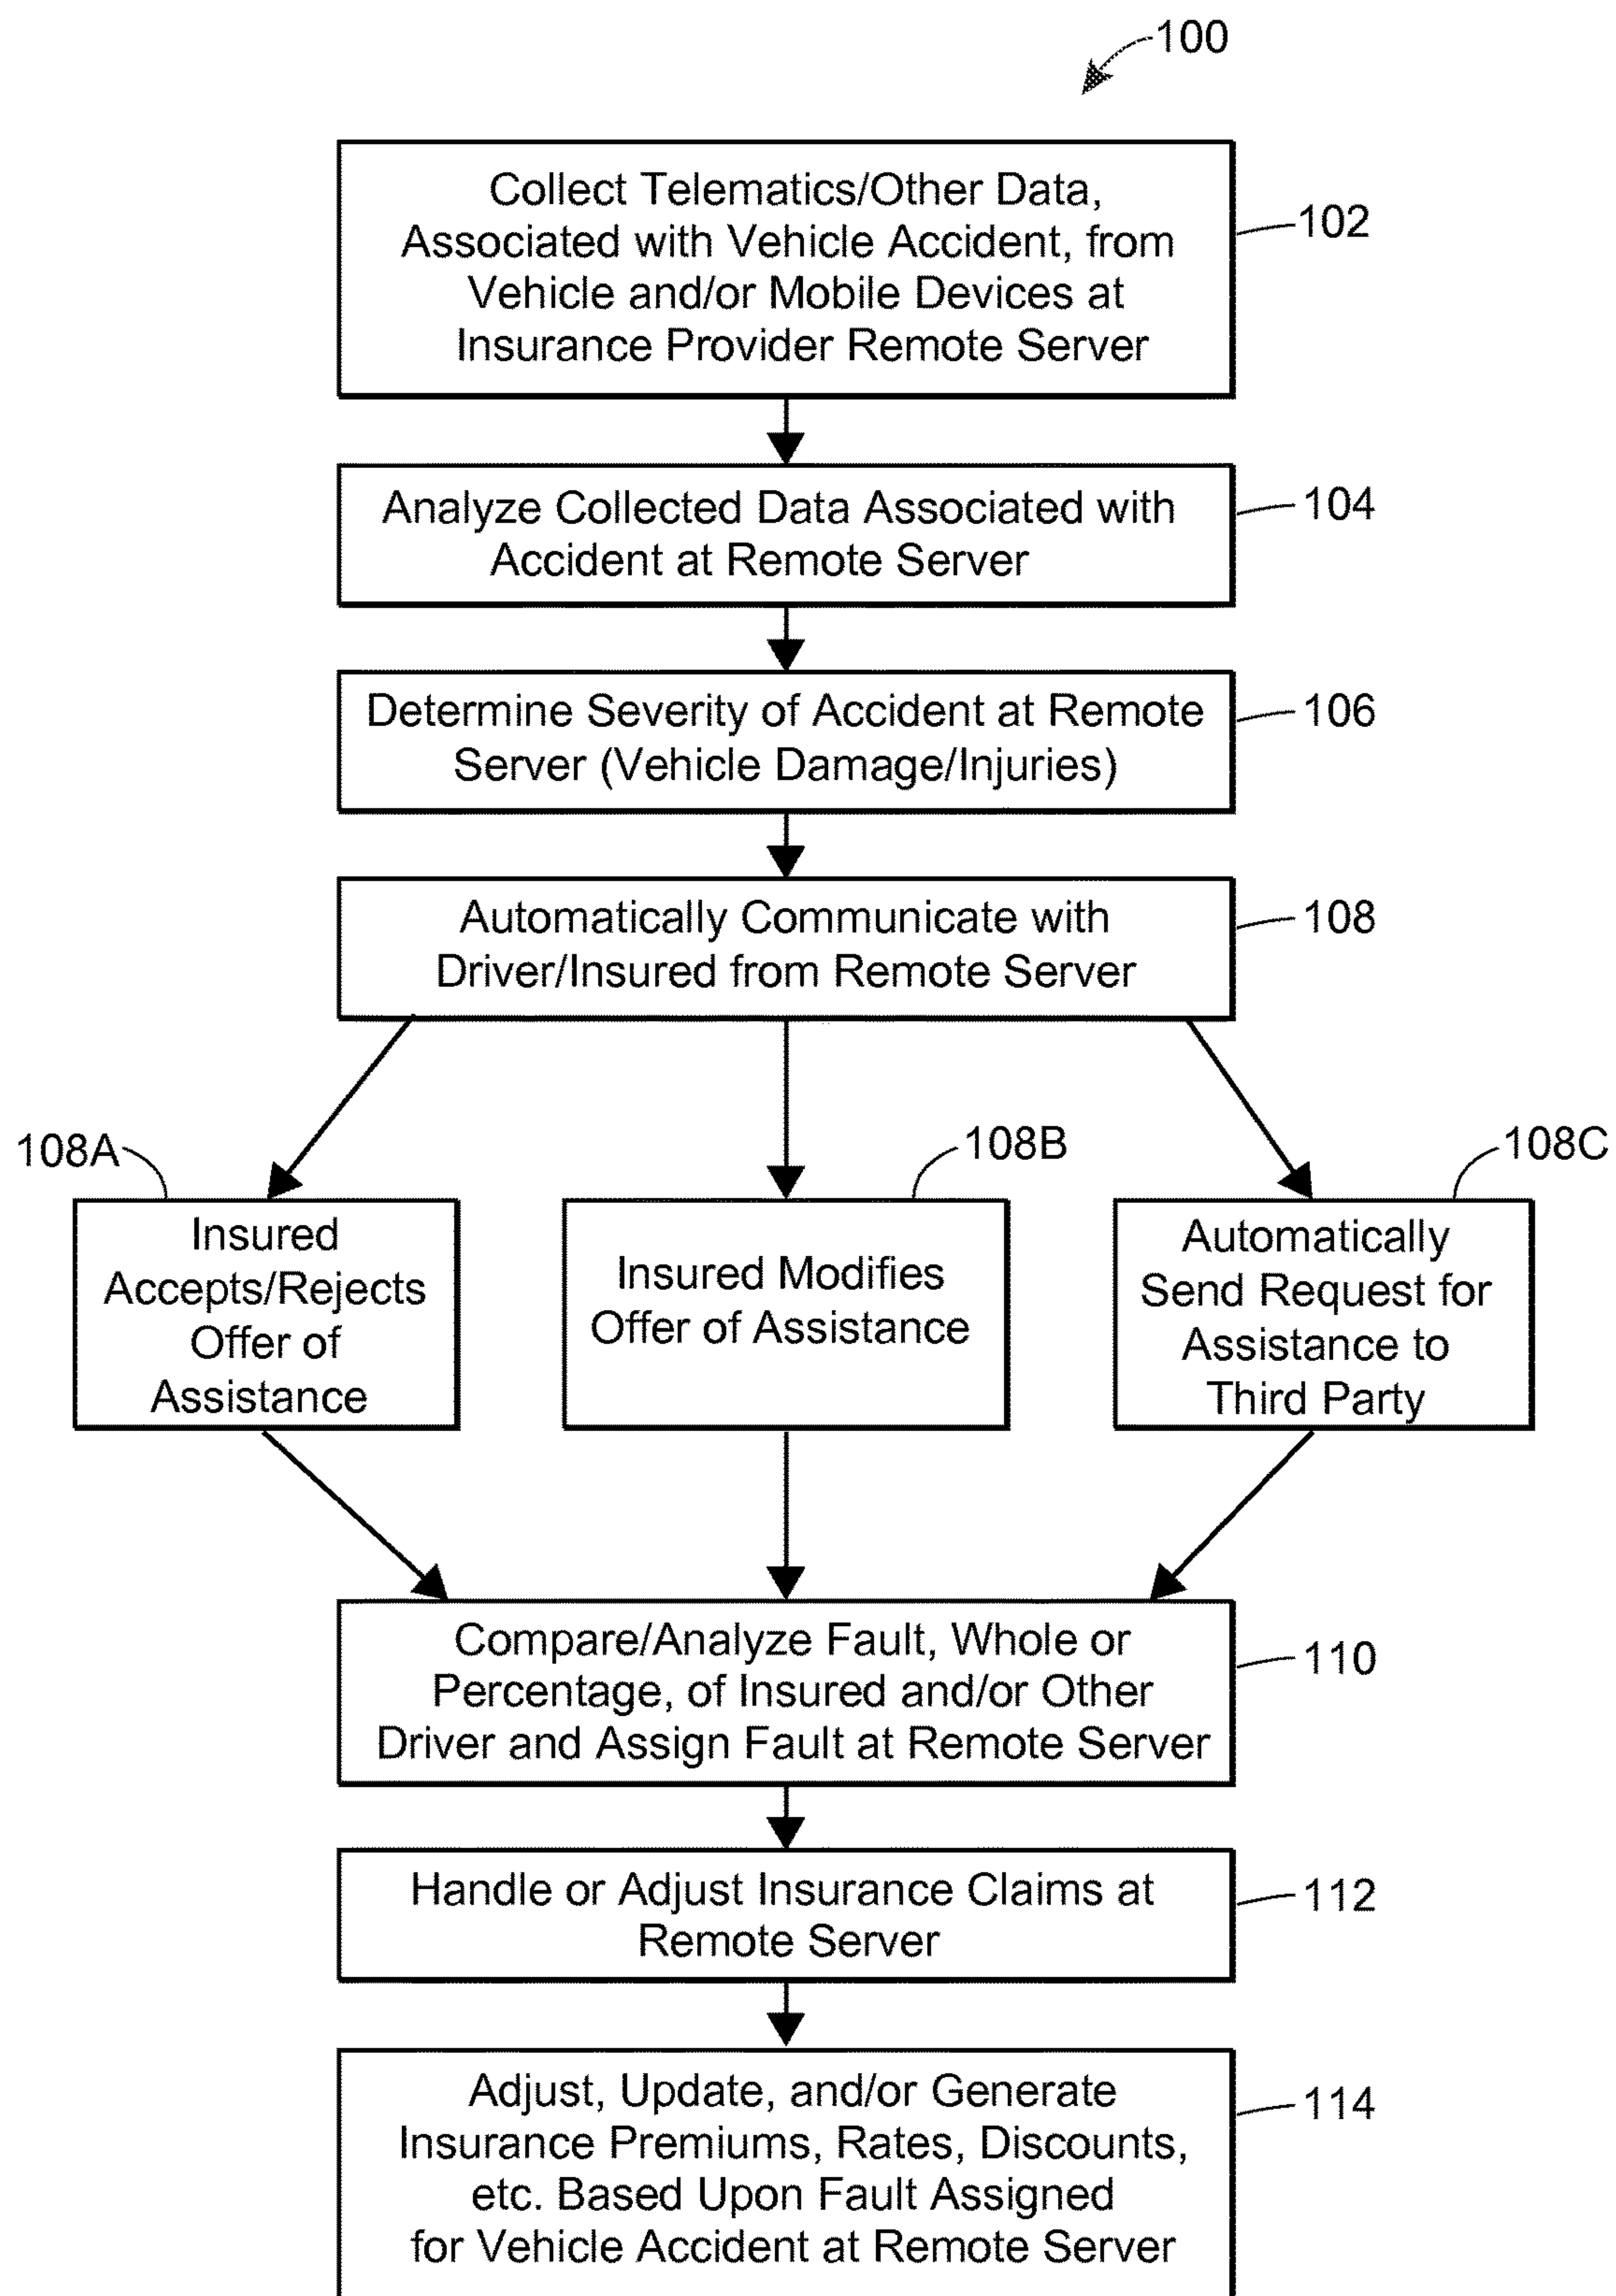 100
Collect Telematics/Other Data,
Associated with Vehicle Accident, from
Vehicle and/or Mobile Devices at
Insurance Provider Remote Server
102
Analyze Collected Data Associated with
Accident at Remote Server
104
Determine Severity of Accident at Remote
Server (Vehicle Damage/Injuries)
106
Automatically Communicate with
Driver/Insured from Remote Server
108
108A
Insured
Accepts/Rejects
Offer of
Assistance
108B
Insured Modifies
Offer of Assistance
108C
Automatically
Send Request for
Assistance to
Third Party
Compare/Analyze Fault, Whole or
Percentage, of Insured and/or Other
Driver and Assign Fault at Remote Server
110
Handle or Adjust Insurance Claims at
Remote Server
112
Adjust, Update, and/or Generate
Insurance Premiums, Rates, Discounts,
etc. Based Upon Fault Assigned
for Vehicle Accident at Remote Server
114